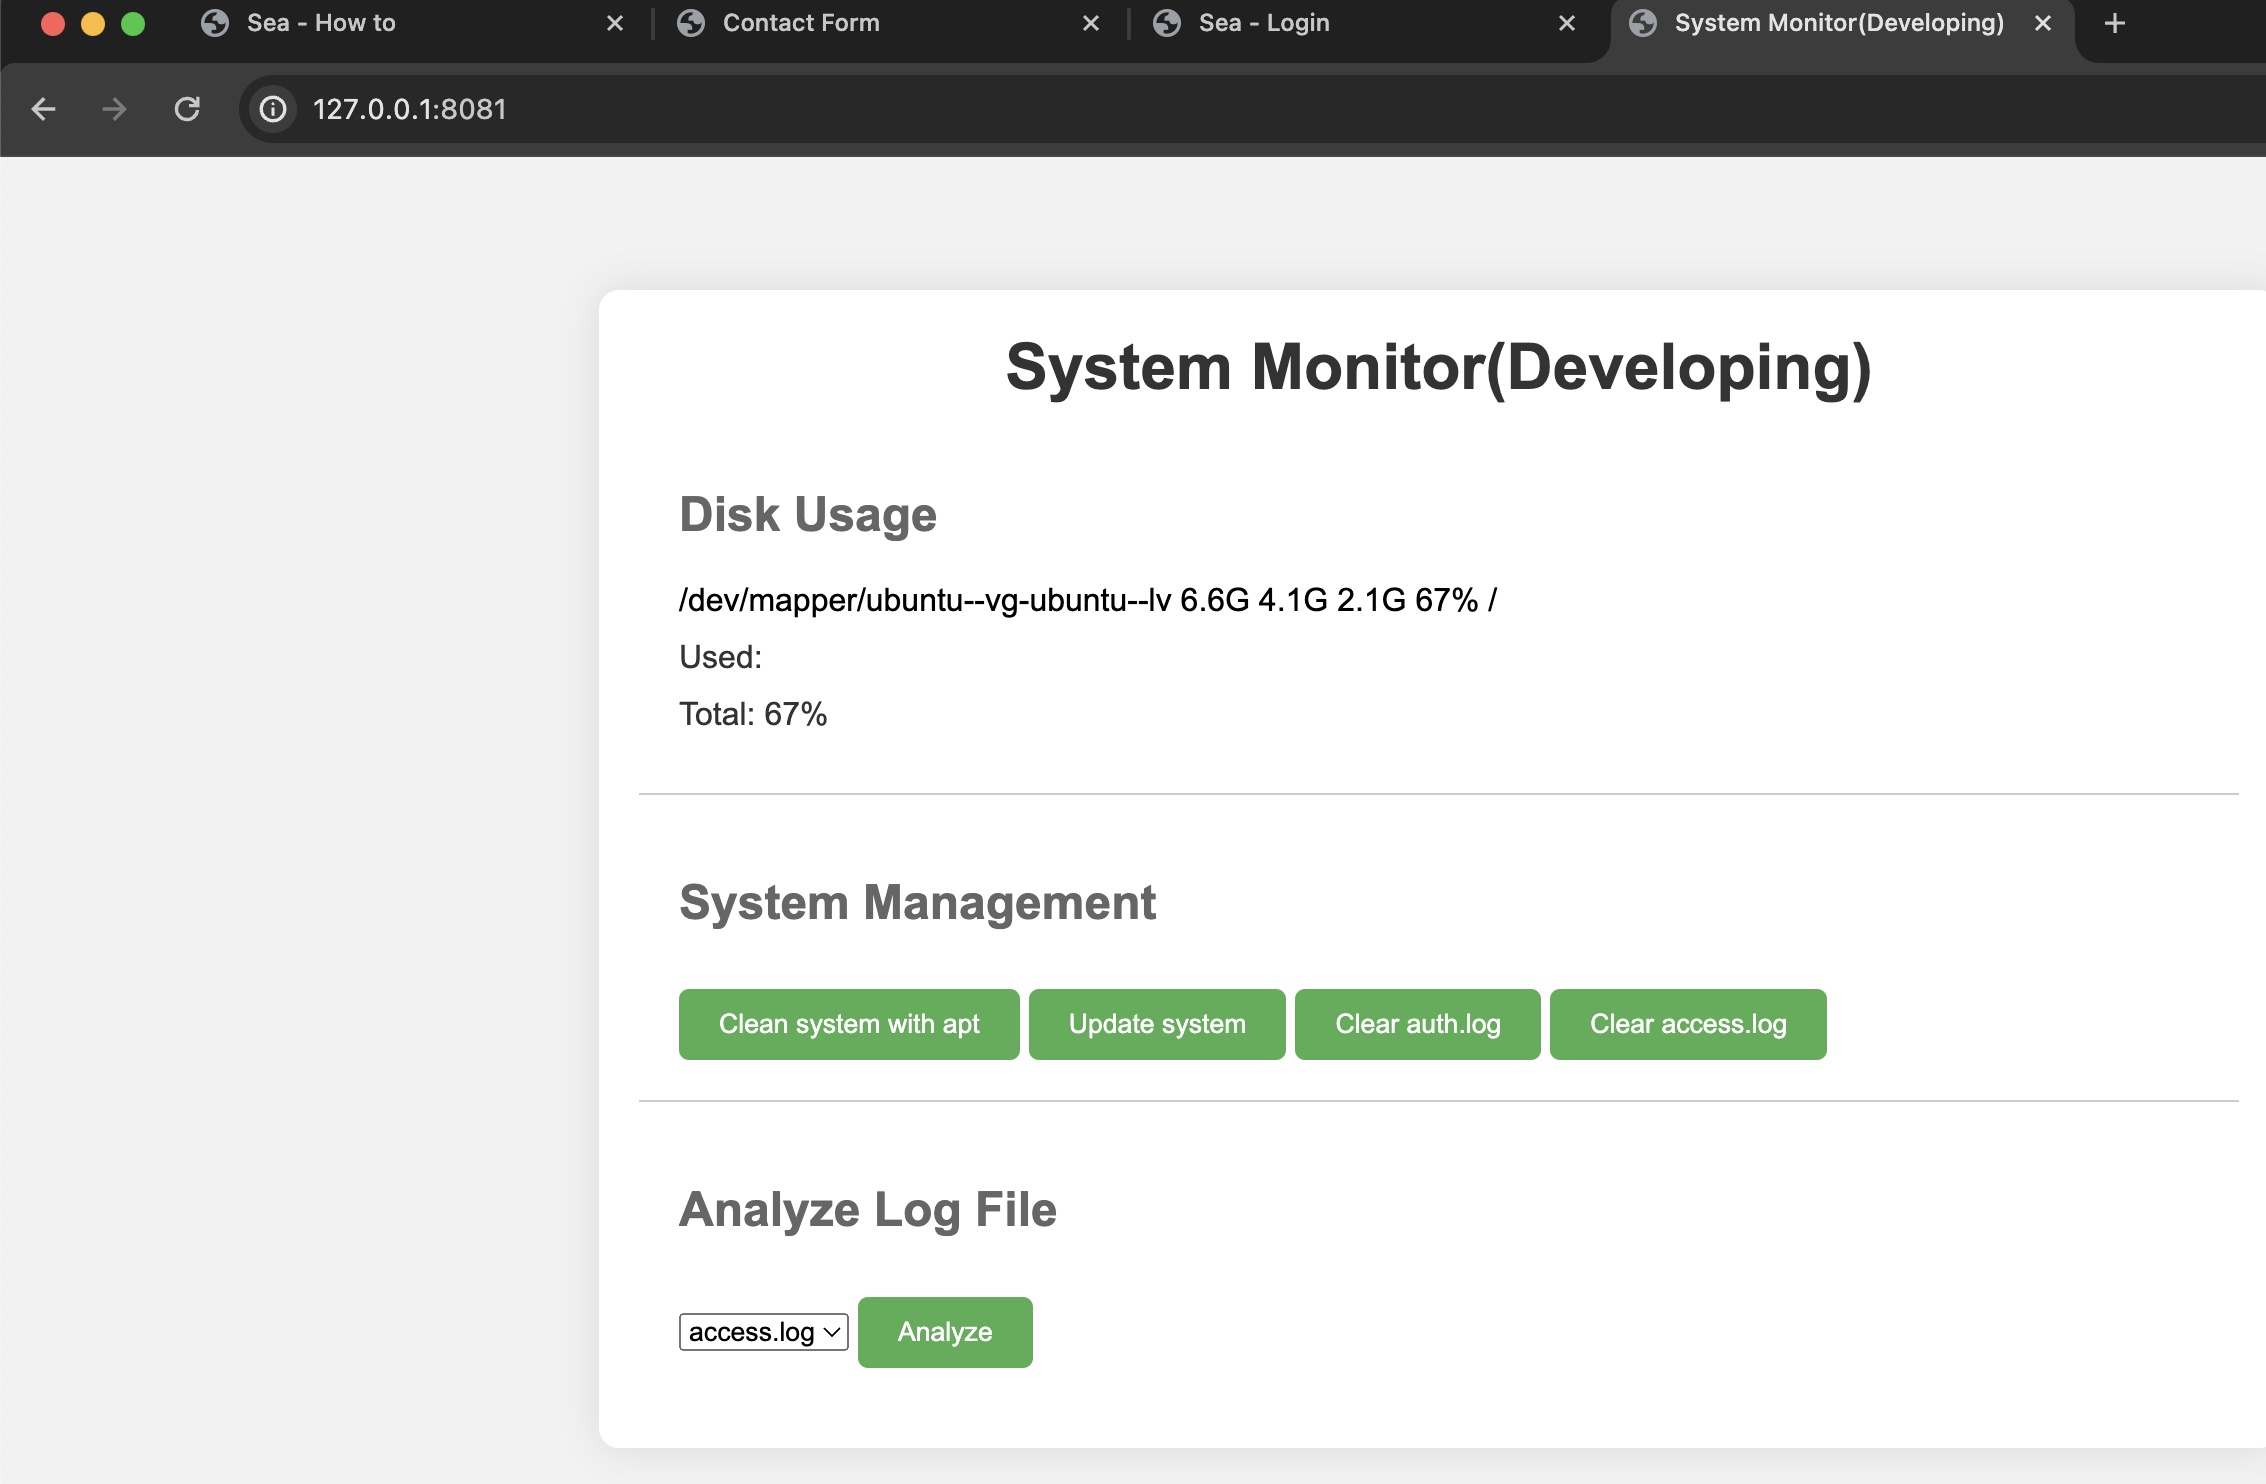 Sea - How to
Contact Form
Sea - Login
System Monitor(Developing)
127.0.0.1:8081
System Monitor(Developing)
Disk Usage
/dev/mapper/ubuntu--vg-ubuntu--lv 6.6G 4.1G 2.1G 67% /
Used:
Total: 67%
System Management
Clean system with apt
Update system
Clear auth.log
Clear access.log
Analyze Log File
access.log
Analyze